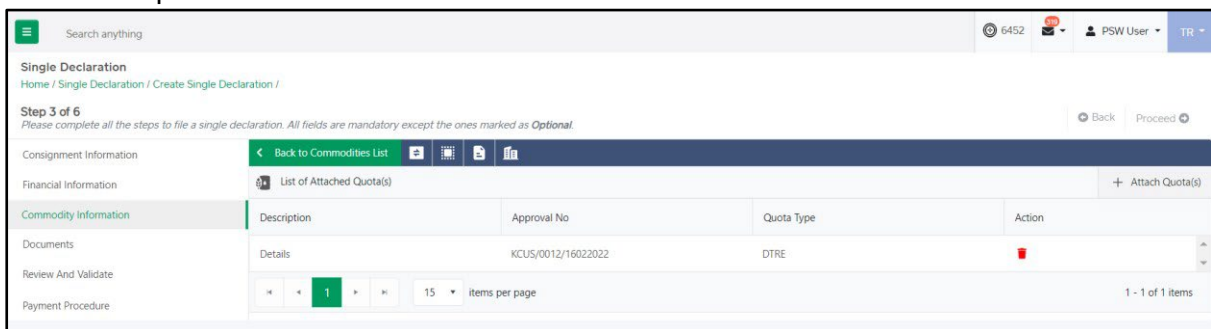 Search anything
6452
319
PSW User
TR
Single Declaration
Home / Single Declaration / Create Single Declaration /
Step 3 of 6
Please complete all the steps to file a single declaration. All fields are mandatory except the ones marked as Optional.
Back
Proceed
Consignment Information
Financial Information
Commodity Information
Documents
Review And Validate
Payment Procedure
Back to Commodities List
List of Attached Quota(s)
+ Attach Quota(s)
Description Approval No Quota Type Action
Details KCUS/0012/16022022 DTRE
1 15 items per page 1 - 1 of 1 items